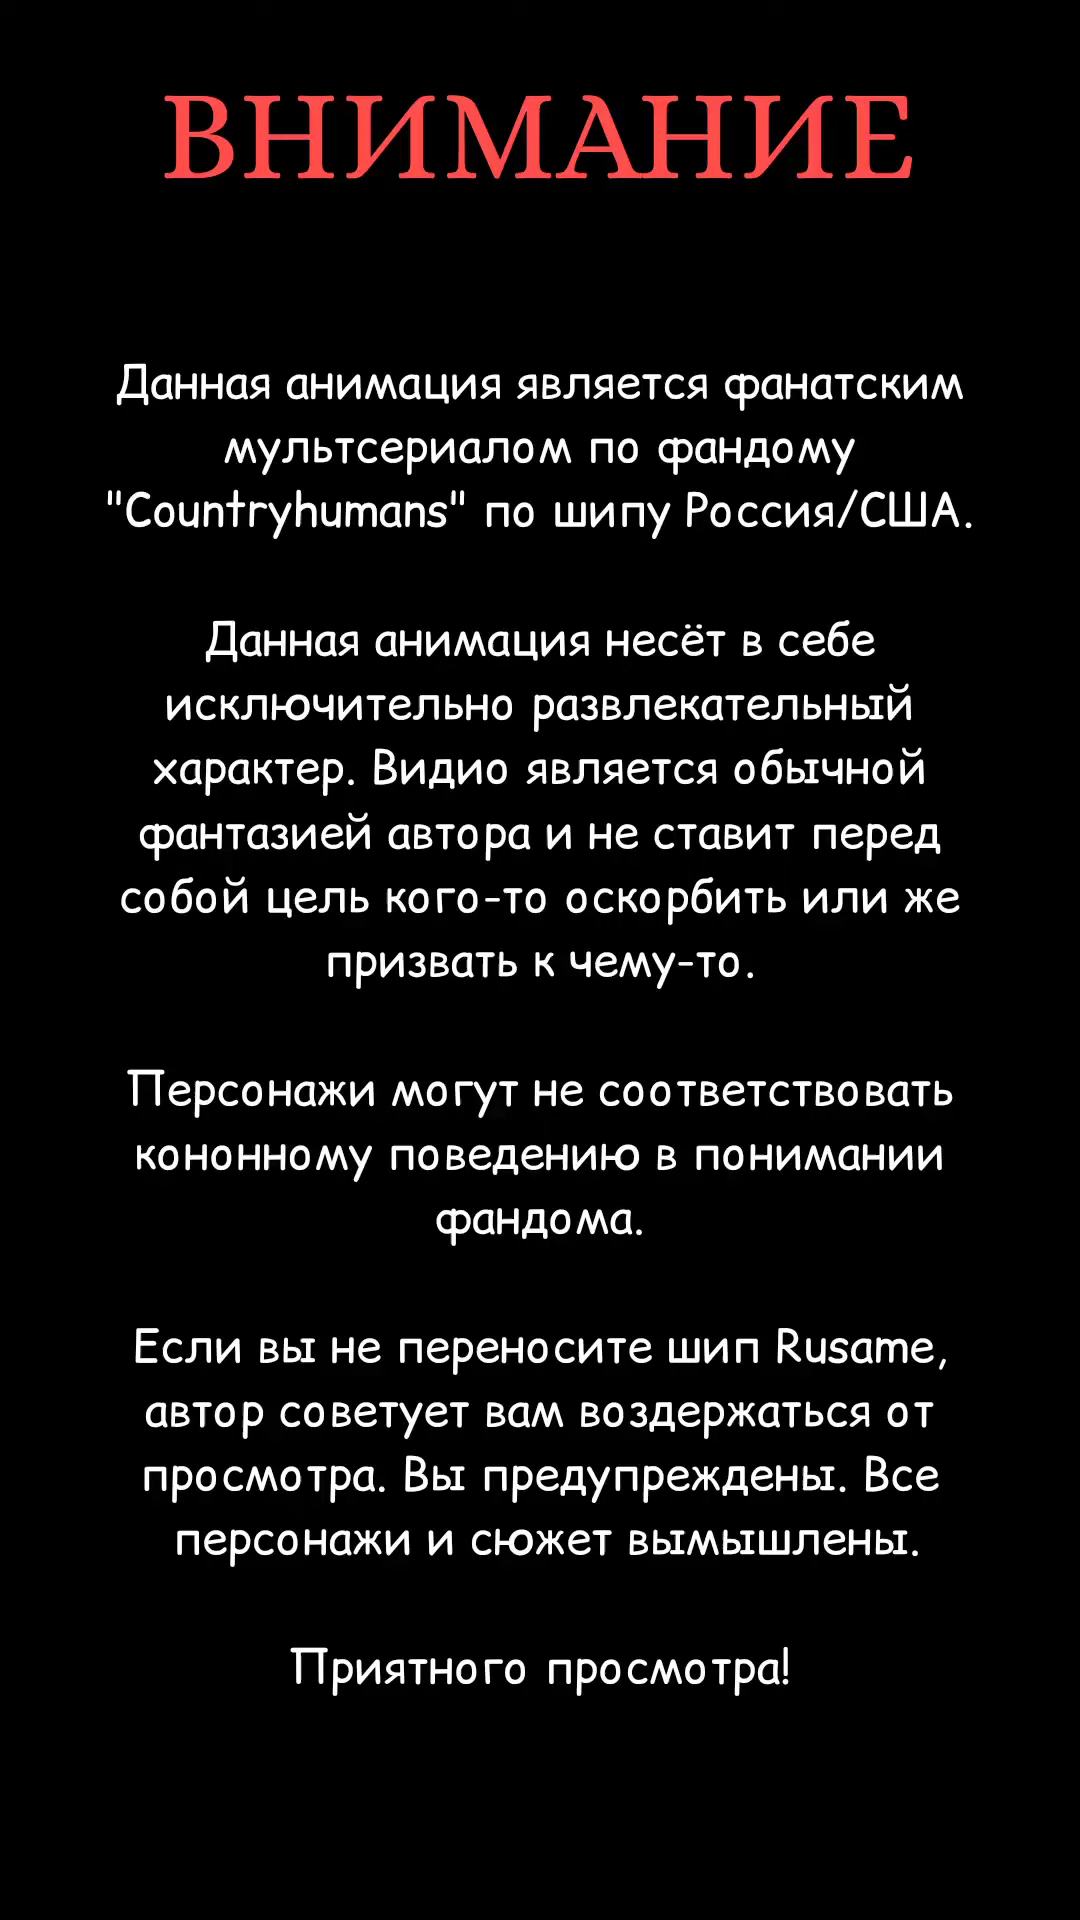 ВНИМАНИЕ
Данная анимация является фанатским
мультсериалом по фандому
"Countryhumans" по шипу Россия/США.
Данная анимация несёт в себе
исключительно развлекательный
характер. Видио является обычной
фантазией автора и не ставит перед
собой цель кого-то оскорбить или же
призвать к чему-то.
Персонажи могут не соответствовать
кононному поведению в понимании
фандома.
Если вы не переносите шип Rusame,
автор советует вам воздержаться от
просмотра. Вы предупреждены. Все
персонажи и сюжет вымышлены.
Приятного просмотра!